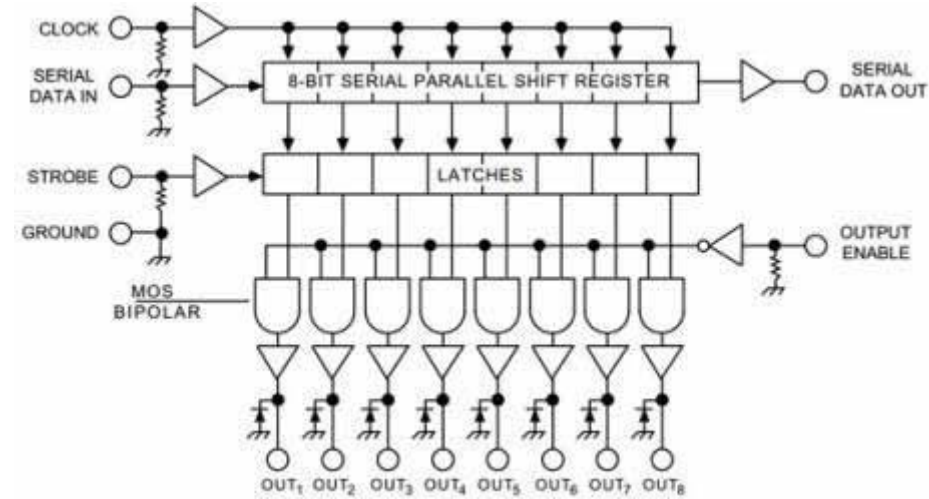 CLOCK
SERIAL
DATA IN
8-BIT SERIAL PARALLEL SHIFT REGISTER
SERIAL
DATA OUT
STROBE
LATCHES
GROUND
OUTPUT
ENABLE
MOS
BIPOLAR
OUT₁ OUT₂ OUT₃ OUT₄ OUT₅ OUT₆ OUT₇ OUT₈